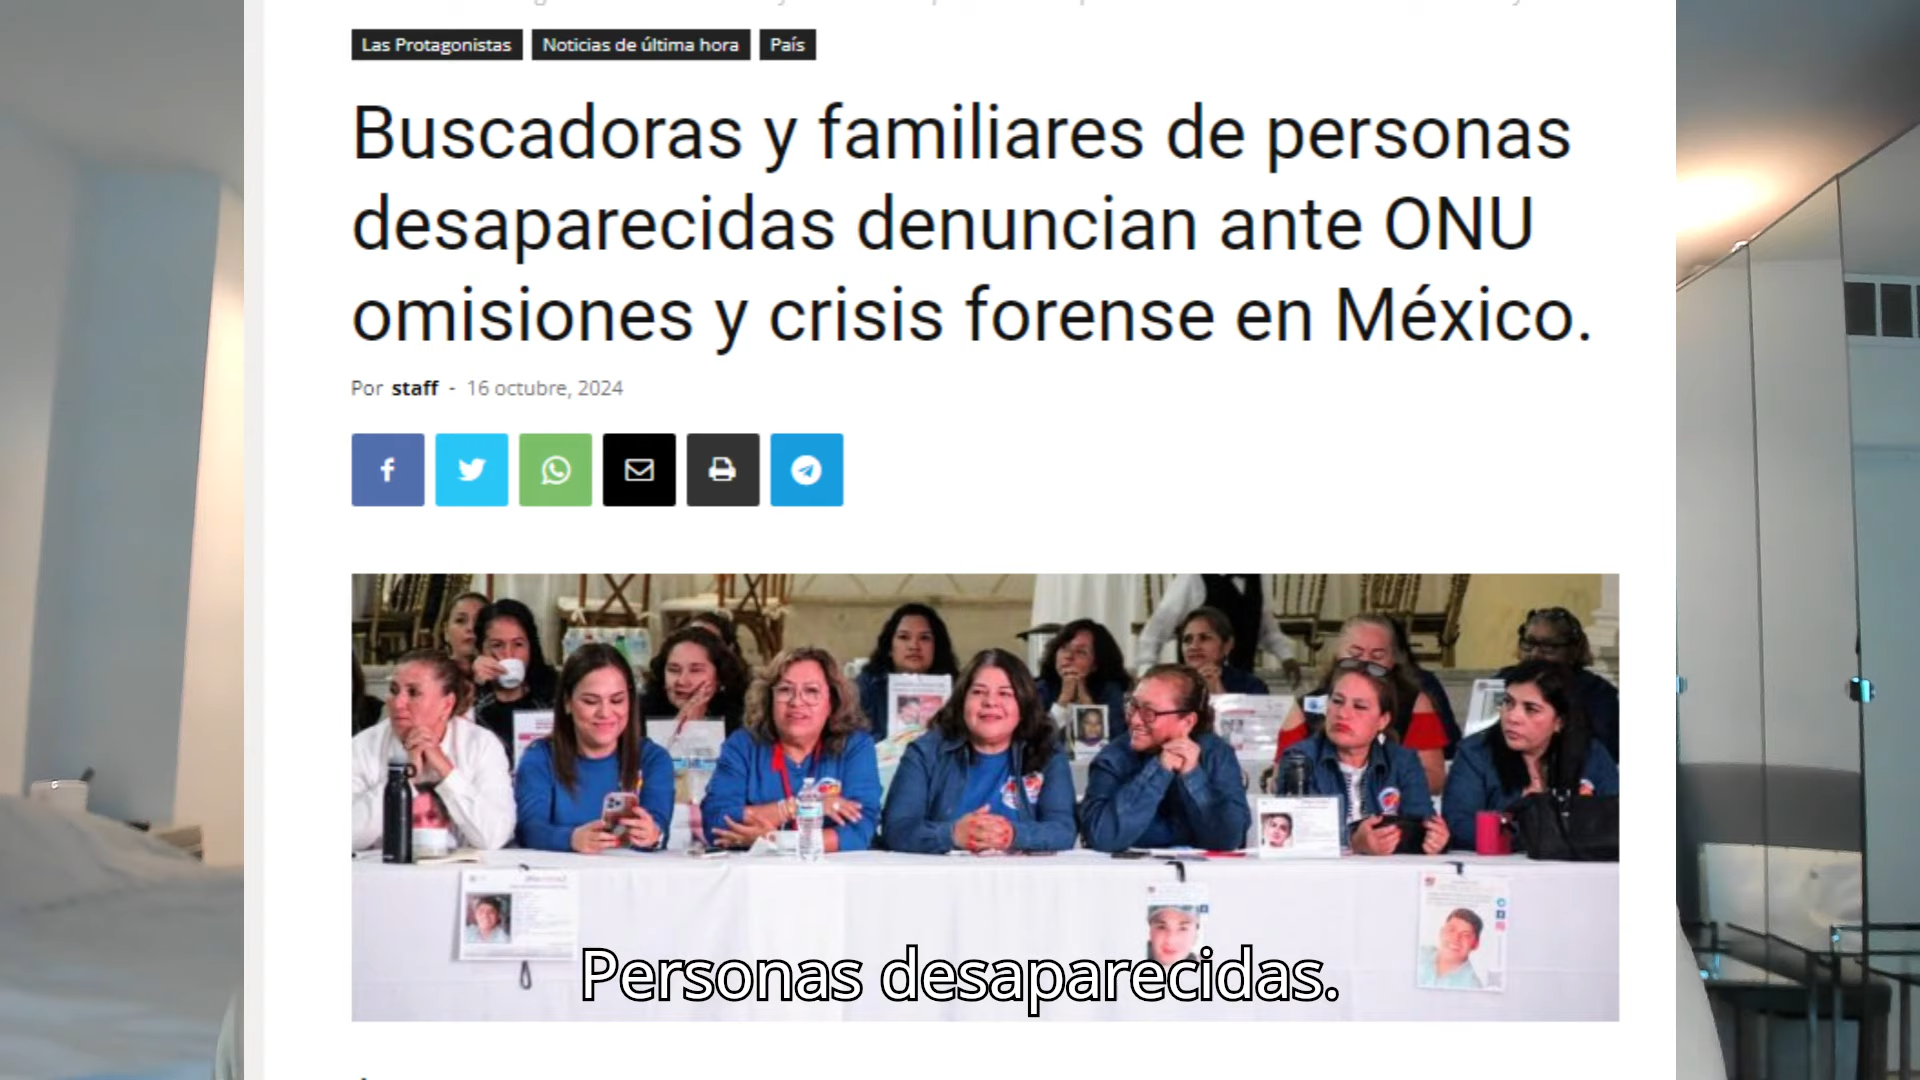 Las Protagonistas Noticias de última hora País
Buscadoras y familiares de personas
desaparecidas denuncian ante ONU
omisiones y crisis forense en México.
Por staff - 16 octubre, 2024
Personas desaparecidas.